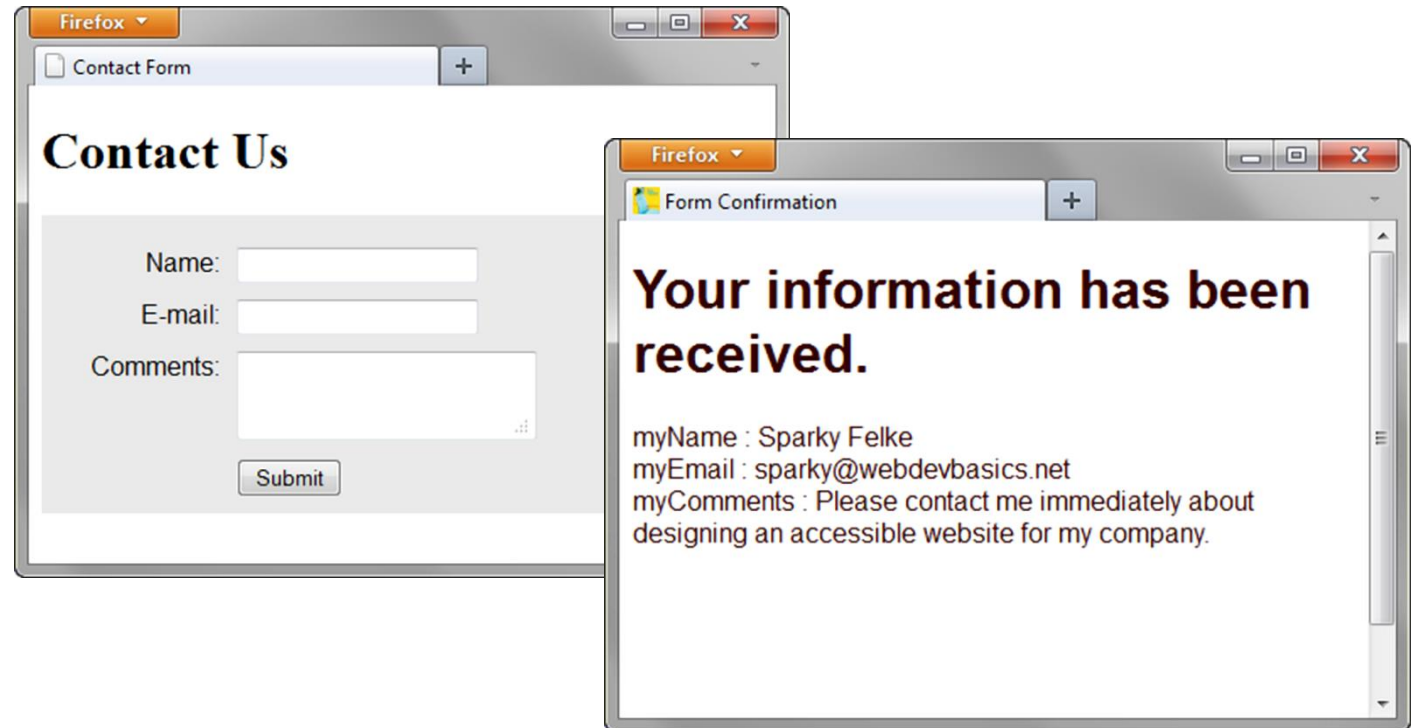 Firefox
Contact Form
Contact Us
Name:
E-mail:
Comments:
Submit
Firefox
Form Confirmation
Your information has been
received.
myName : Sparky Felke
myEmail : sparky@webdevbasics.net
myComments : Please contact me immediately about
designing an accessible website for my company.